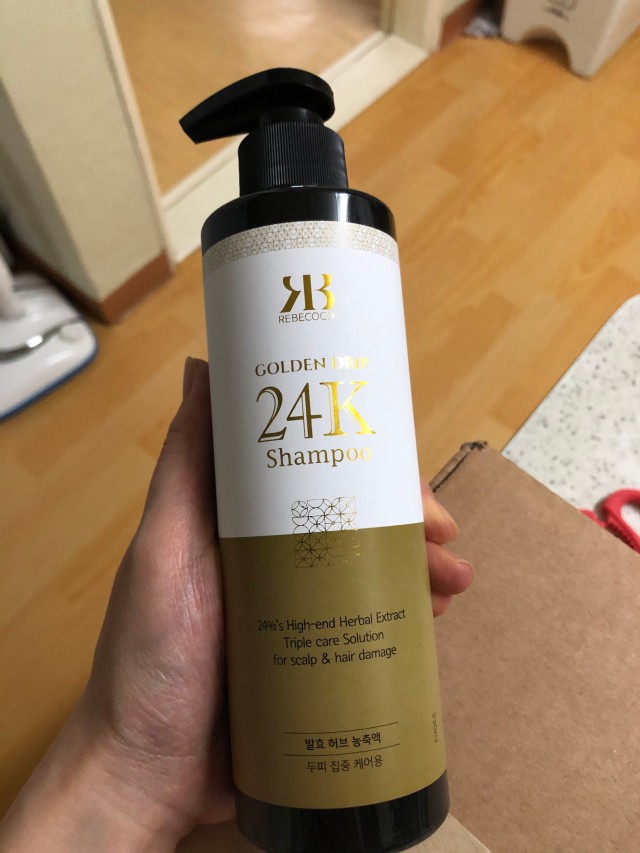 RB
REBECOCO
GOLDEN DRIP
24K
Shampoo
24%'s High-end Herbal Extract
Triple care Solution
for scalp & hair damage
발효 허브 농축액
두피 집중 케어용